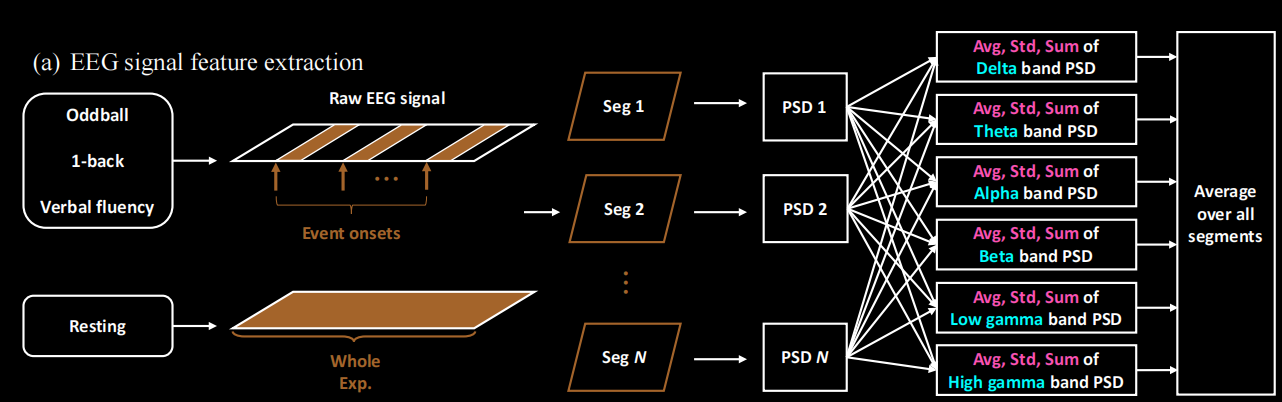 (a) EEG signal feature extraction
Oddball
1-back
Verbal fluency
Raw EEG signal
Event onsets
Resting
Whole
Exp.
Seg 1
Seg 2
Seg N
PSD 1
PSD 2
PSD N
Avg, Std, Sum of
Delta band PSD
Avg, Std, Sum of
Theta band PSD
Avg, Std, Sum of
Alpha band PSD
Avg, Std, Sum of
Beta band PSD
Avg, Std, Sum of
Low gamma band PSD
Avg, Std, Sum of
High gamma band PSD
Average
over all
segments